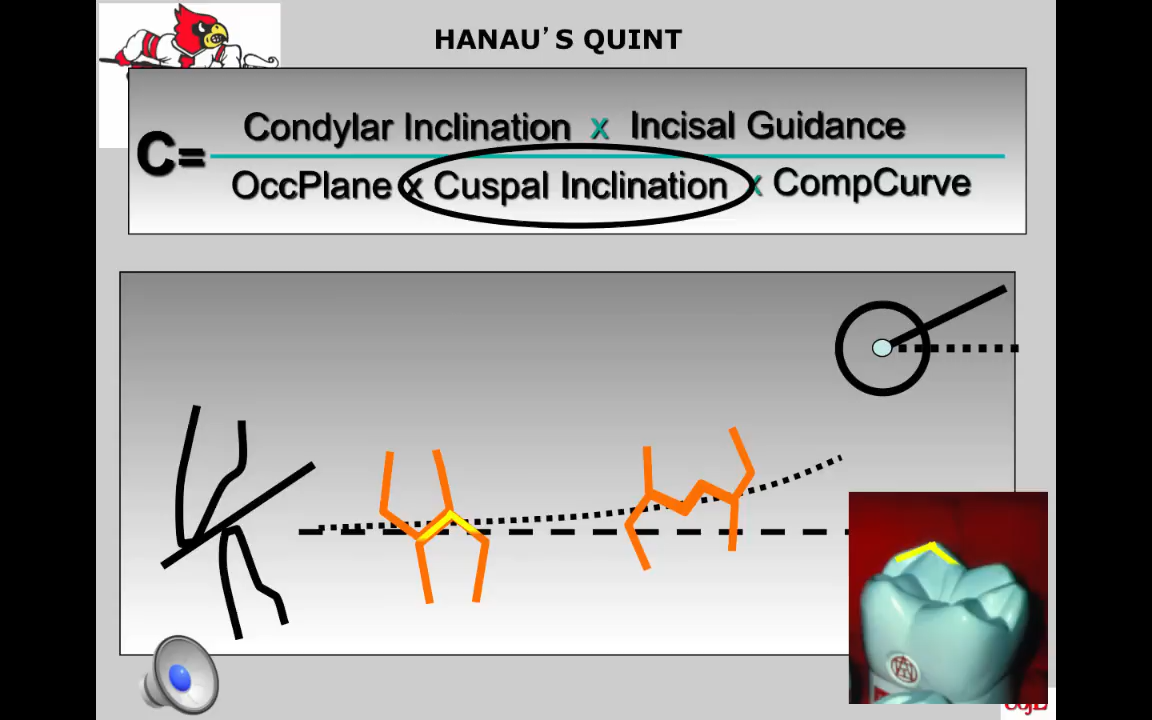 HANAU’S QUINT
Condylar Inclination x Incisal Guidance
C=
OccPlane x Cuspal Inclination x CompCurve